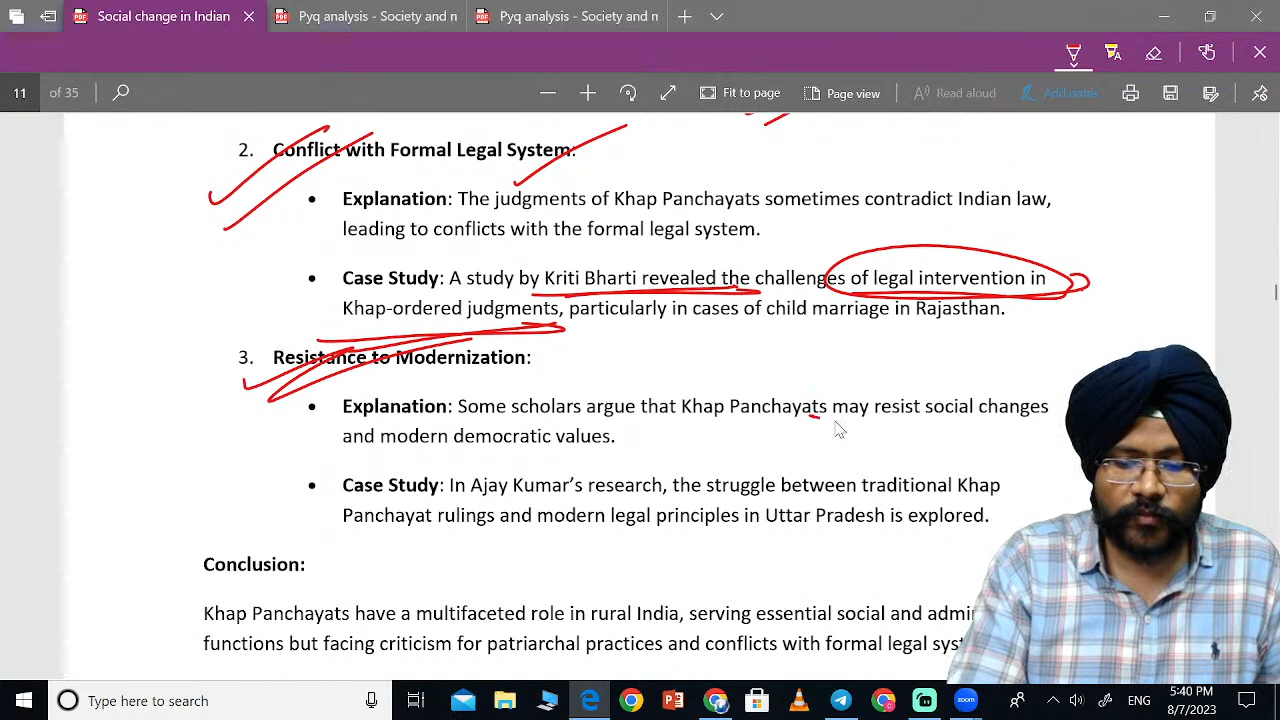 Social change in Indian
Pyq analysis - Society and n
Pyq analysis - Society and n
11 of 35
Fit to page
Page view
Read aloud
Add notes
2. Conflict with Formal Legal System:
• Explanation: The judgments of Khap Panchayats sometimes contradict Indian law,
leading to conflicts with the formal legal system.
• Case Study: A study by Kriti Bharti revealed the challenges of legal intervention in
Khap-ordered judgments, particularly in cases of child marriage in Rajasthan.
3. Resistance to Modernization:
• Explanation: Some scholars argue that Khap Panchayats may resist social changes
and modern democratic values.
• Case Study: In Ajay Kumar’s research, the struggle between traditional Khap
Panchayat rulings and modern legal principles in Uttar Pradesh is explored.
Conclusion:
Khap Panchayats have a multifaceted role in rural India, serving essential social and admin
functions but facing criticism for patriarchal practices and conflicts with formal legal syst
Type here to search
zoom
ENG
5:40 PM
8/7/2023